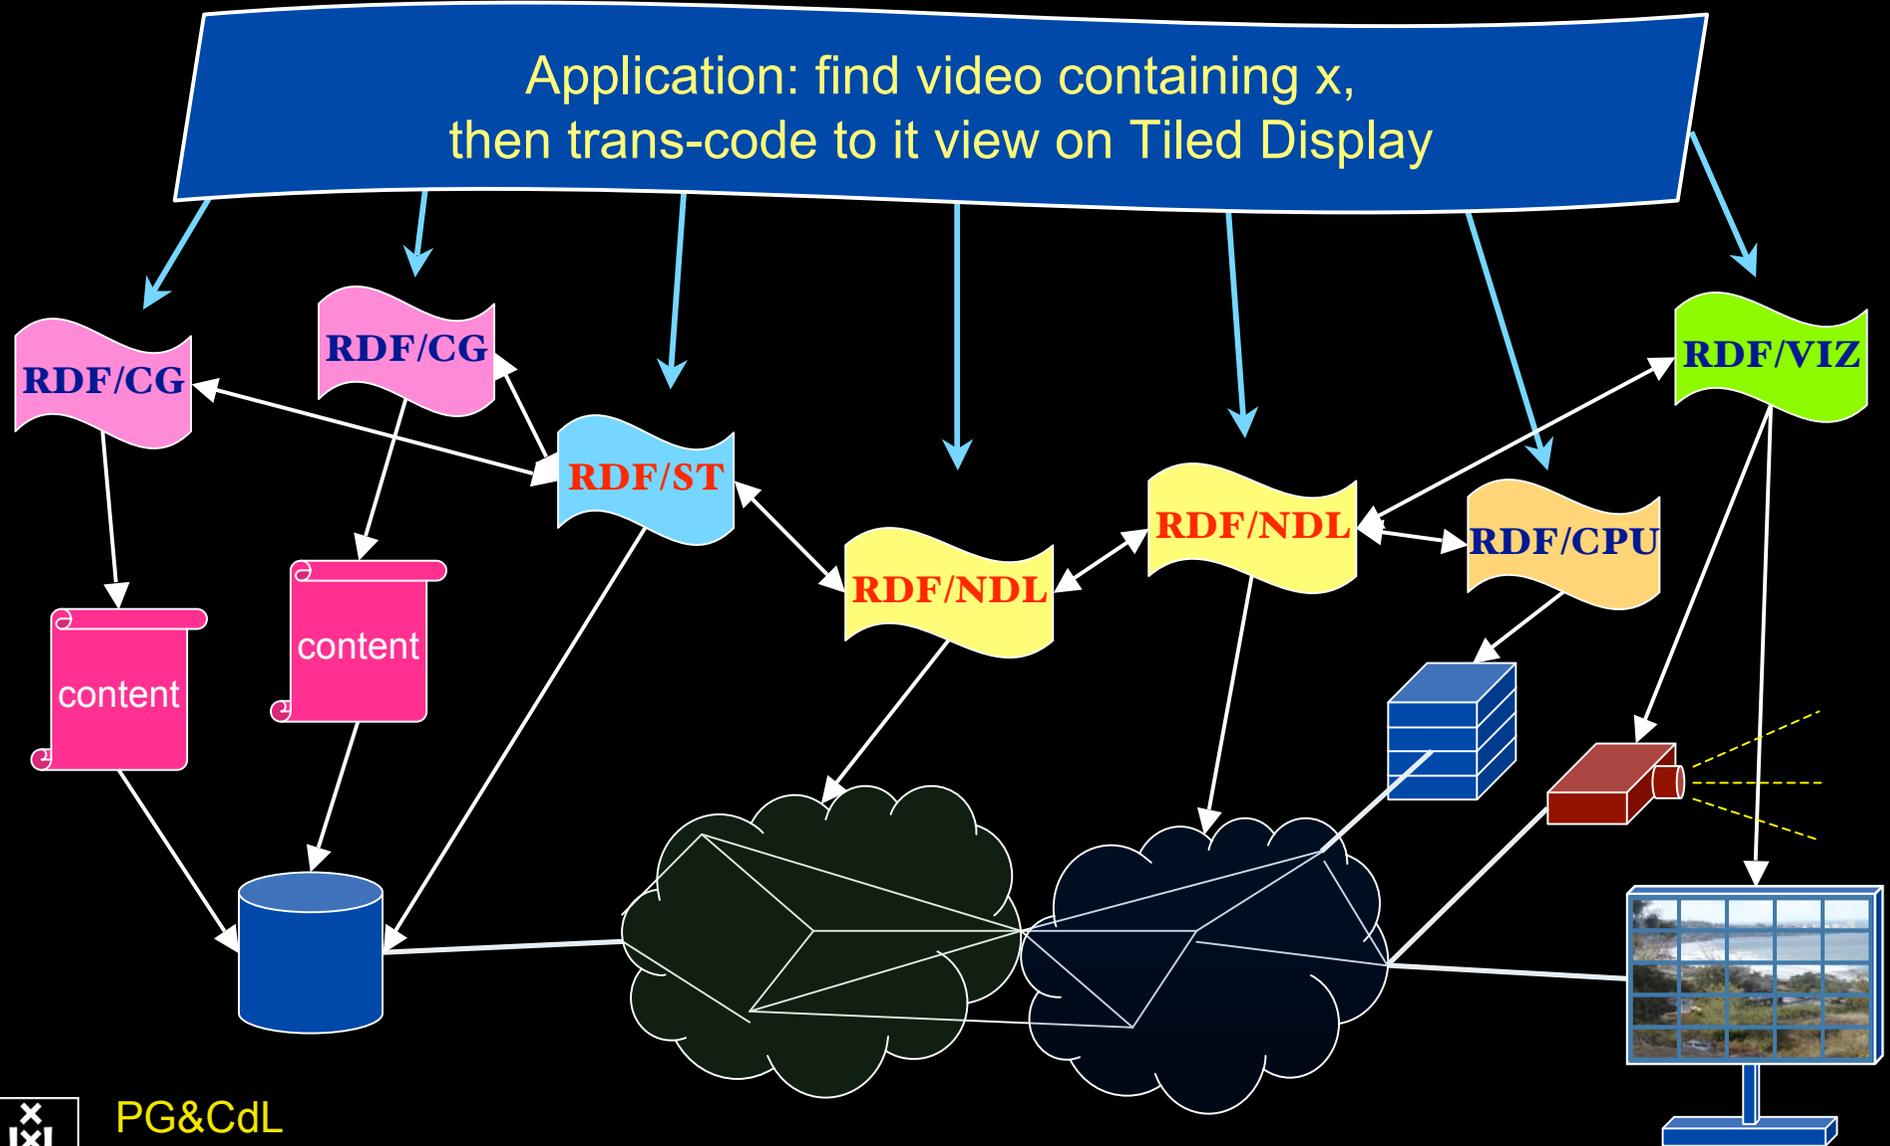 Application: find video containing x,
then trans-code to it view on Tiled Display
RDF/CG
RDF/CG
RDF/VIZ
RDF/ST
RDF/NDL
RDF/CPU
RDF/NDL
content
content
PG&CdL